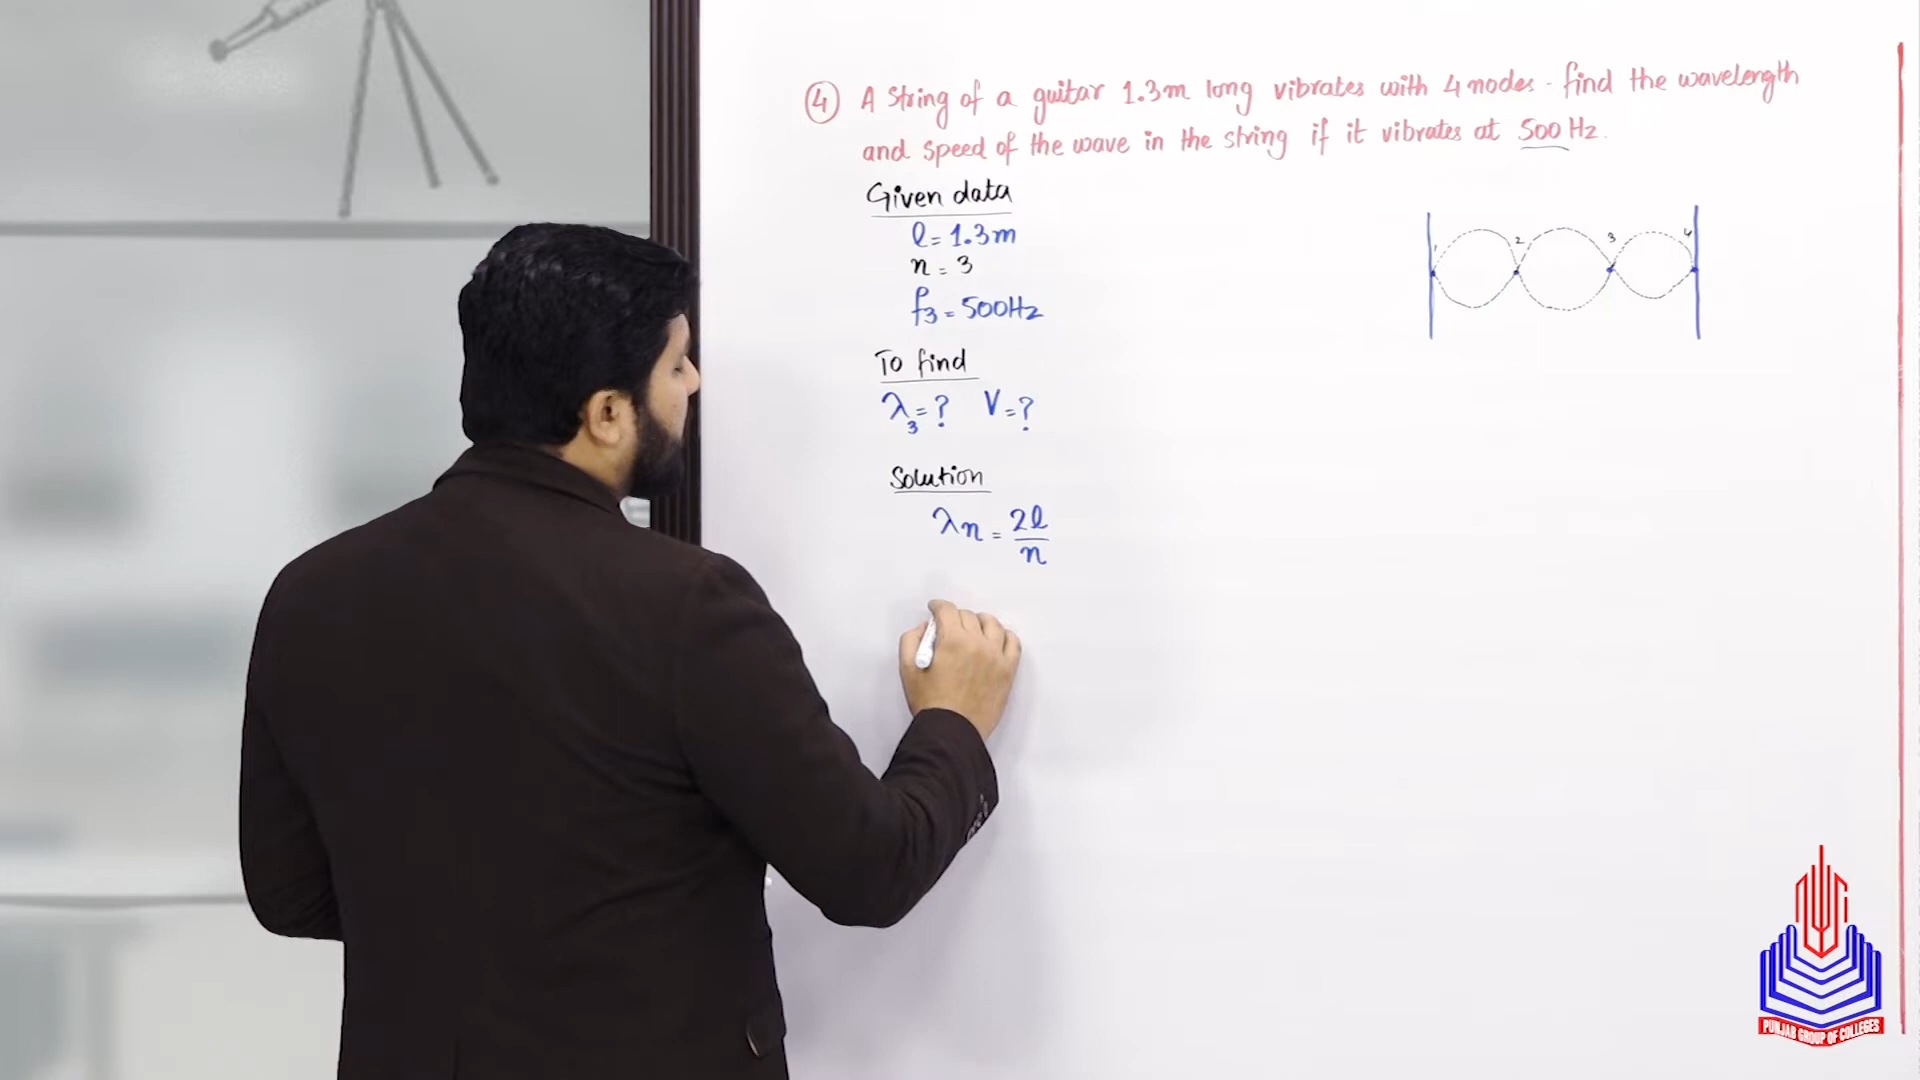 4 A string of a guitar 1.3m long vibrates with 4 nodes. find the wavelength
and speed of the wave in the string if it vibrates at 500 Hz.
Given data
l = 1.3m
n = 3
f3 = 500Hz
To find
λ3 = ? V = ?
Solution
λn = 2l/n
1 2 3 4
PUNJAB GROUP OF COLLEGES